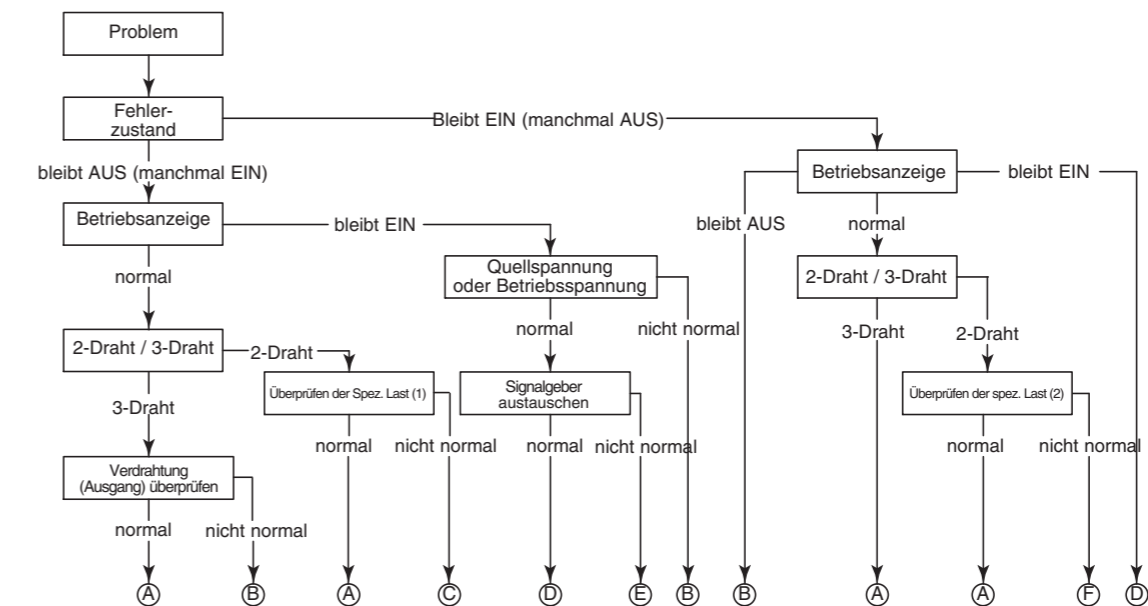 Problem
Fehler-
zustand
Bleibt EIN (manchmal AUS)
bleibt AUS (manchmal EIN)
Betriebsanzeige
bleibt EIN
Betriebsanzeige
bleibt EIN
bleibt AUS
normal
normal
Quellspannung
oder Betriebsspannung
2-Draht / 3-Draht
normal
nicht normal
3-Draht
2-Draht
2-Draht / 3-Draht
2-Draht
Überprüfen der Spez. Last (1)
Signalgeber
austauschen
Überprüfen der spez. Last (2)
3-Draht
normal
nicht normal
normal
nicht normal
normal
nicht normal
Verdrahtung
(Ausgang) überprüfen
normal
nicht normal
A
B
A
C
D
E
B
B
A
A
F
D